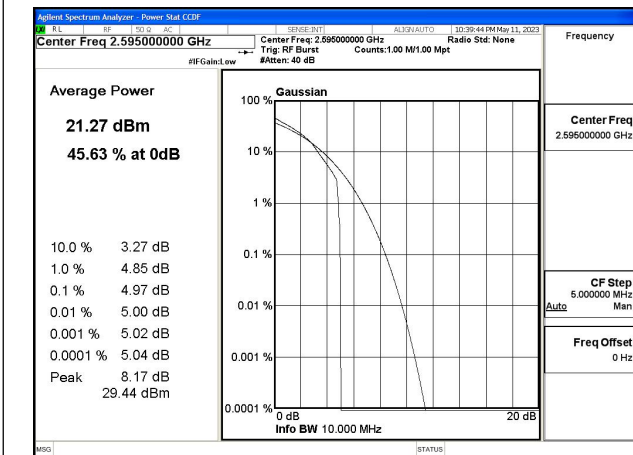 Agilent Spectrum Analyzer - Power Stat CCDF
RL RF 50 Ω AC SENSE:INT ALIGN AUTO 10:39:44 PM May 11, 2023
Center Freq 2.595000000 GHz
Center Freq: 2.595000000 GHz Radio Std: None
Trig: RF Burst Counts:1.00 M/1.00 Mpt
#IFGain:Low #Atten: 40 dB
Frequency
Average Power
21.27 dBm
45.63 % at 0dB
10.0 % 3.27 dB
1.0 % 4.85 dB
0.1 % 4.97 dB
0.01 % 5.00 dB
0.001 % 5.02 dB
0.0001 % 5.04 dB
Peak 8.17 dB
29.44 dBm
Gaussian
100 %
10 %
1 %
0.1 %
0.01 %
0.001 %
0.0001 %
0 dB 20 dB
Info BW 10.000 MHz
Center Freq
2.595000000 GHz
CF Step
5.000000 MHz
Auto Man
Freq Offset
0 Hz
MSG STATUS